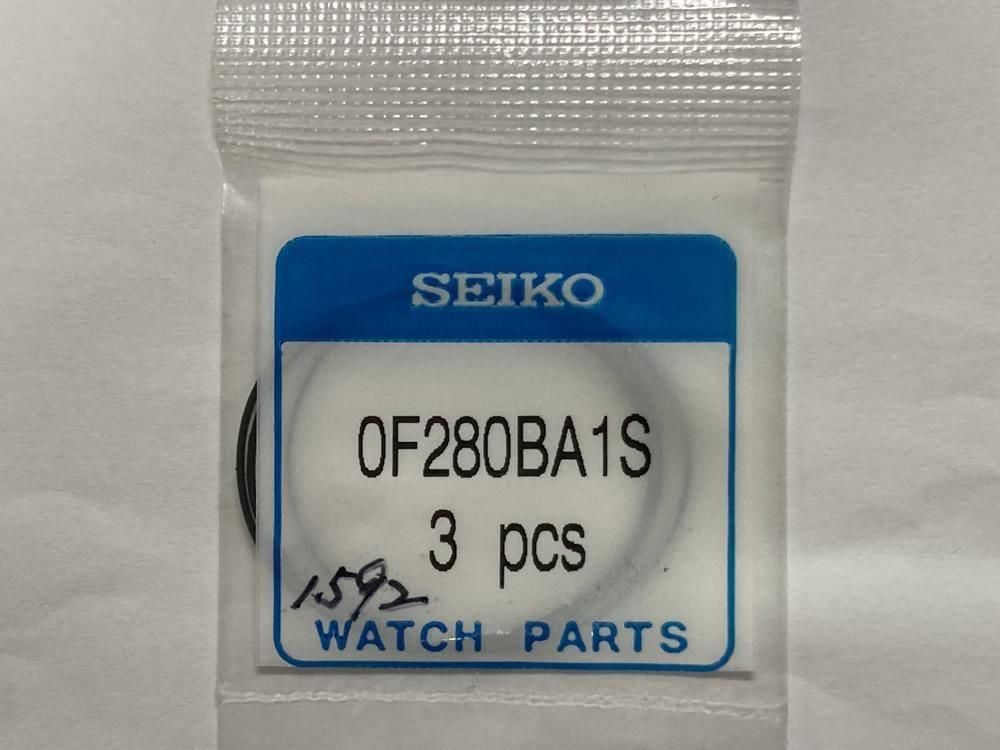 SEIKO
0F280BA1S
3 pcs
1592
WATCH PARTS